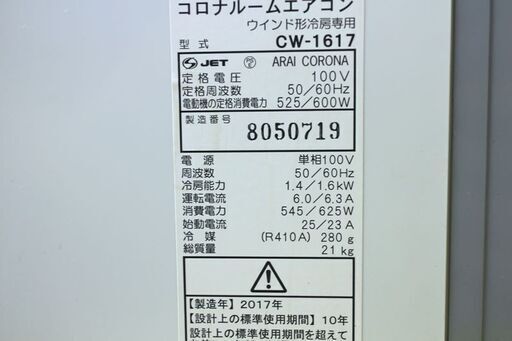 コロナルームエアコン
ウインド形冷房専用
型式 CW-1617
JET ARAI CORONA
定格電圧 100V
定格周波数 50/60Hz
電動機の定格消費電力 525/600W
製造番号 8050719
電源 単相100V
周波数 50/60Hz
冷房能力 1.4/1.6kW
運転電流 6.0/6.3A
消費電力 545/625W
始動電流 25/23A
冷媒 (R410A) 280g
総質量 21kg
【製造年】2017年
【設計上の標準使用期間】10年
設計上の標準使用期間を超えて